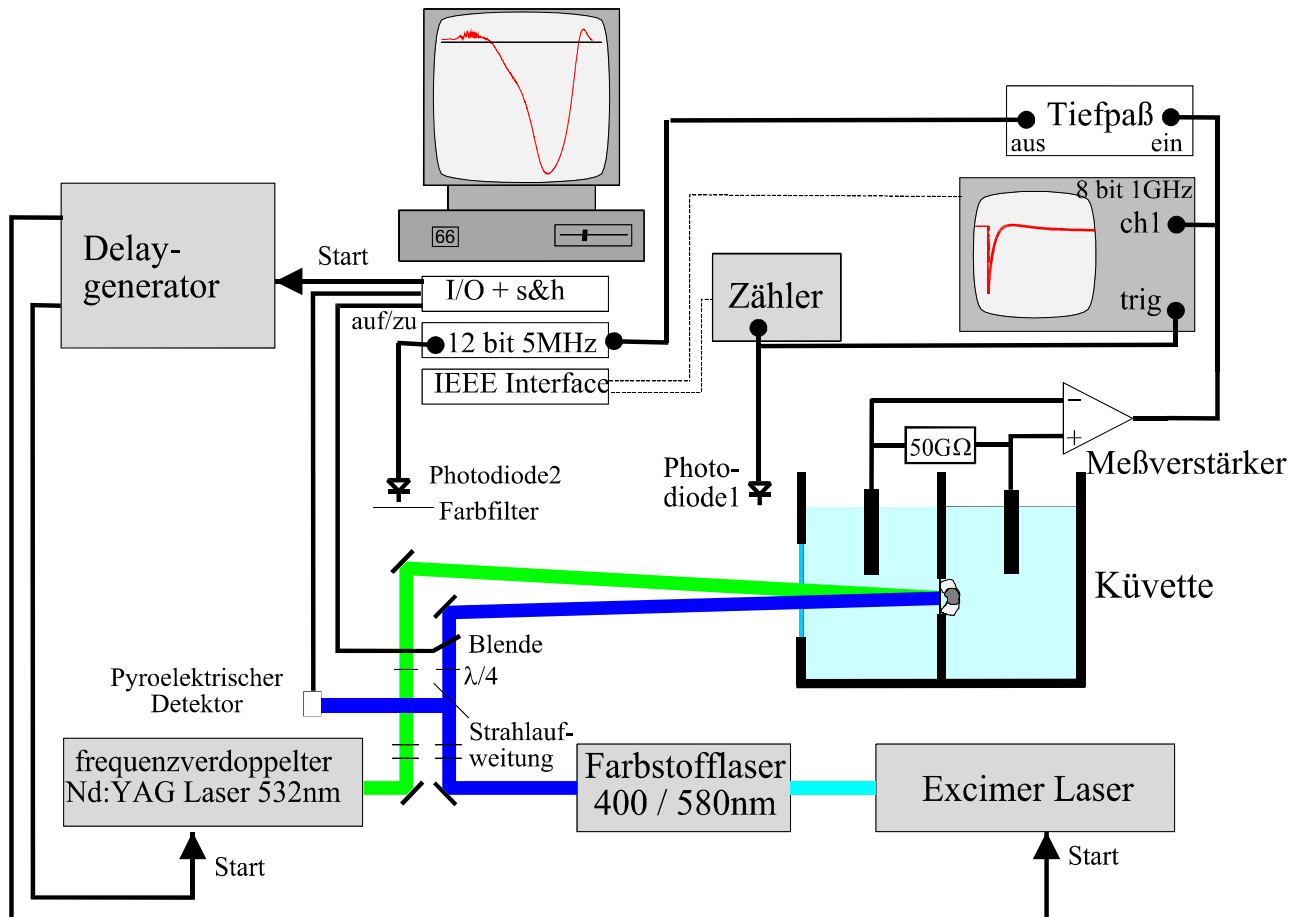 Tiefpaß
aus
ein
8 bit 1GHz
ch1
trig
66
Delay-
generator
Start
I/O + s&h
auf/zu
12 bit 5MHz
IEEE Interface
Zähler
50GΩ
Meßverstärker
Photodiode2
Farbfilter
Photo-
diode1
Küvette
Blende
λ/4
Pyroelektrischer
Detektor
Strahlauf-
weitung
frequenzverdoppelter
Nd:YAG Laser 532nm
Farbstofflaser
400 / 580nm
Excimer Laser
Start
Start